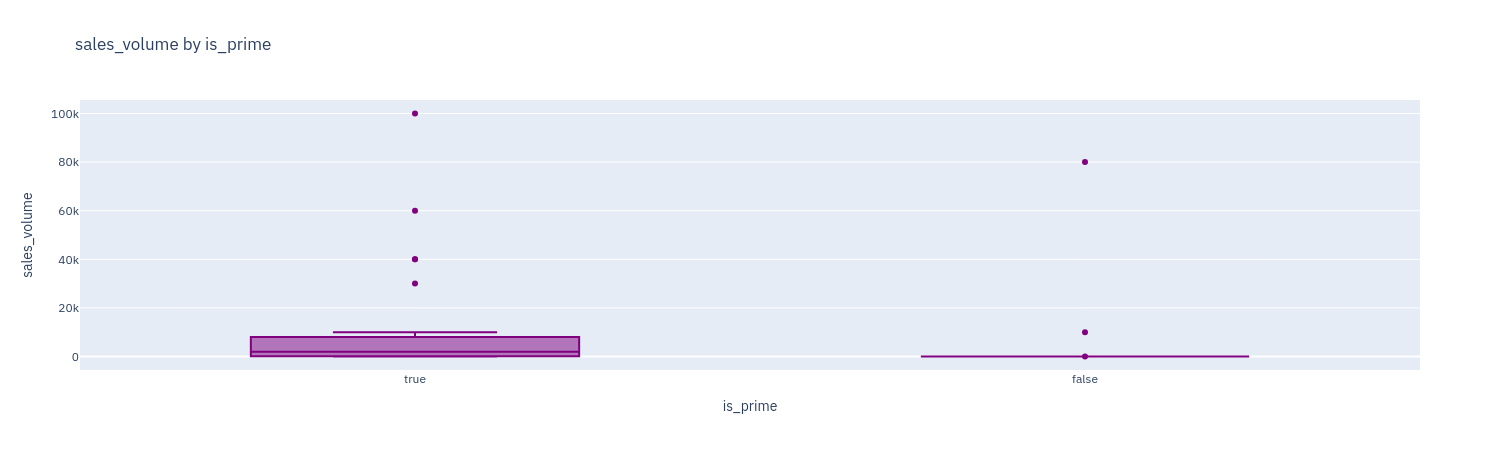 sales_volume by is_prime
100k
80k
60k
40k
20k
0
sales_volume
true
false
is_prime